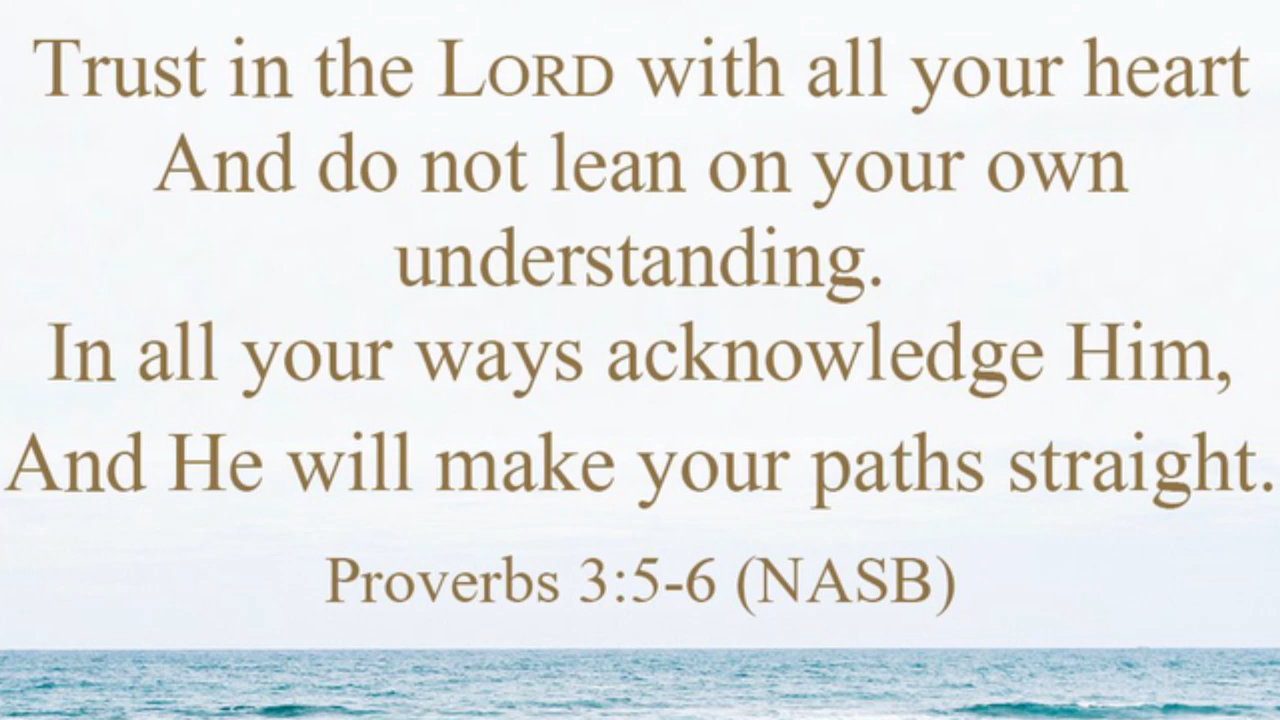 Trust in the LORD with all your heart
And do not lean on your own
understanding.
In all your ways acknowledge Him,
And He will make your paths straight.
Proverbs 3:5-6 (NASB)